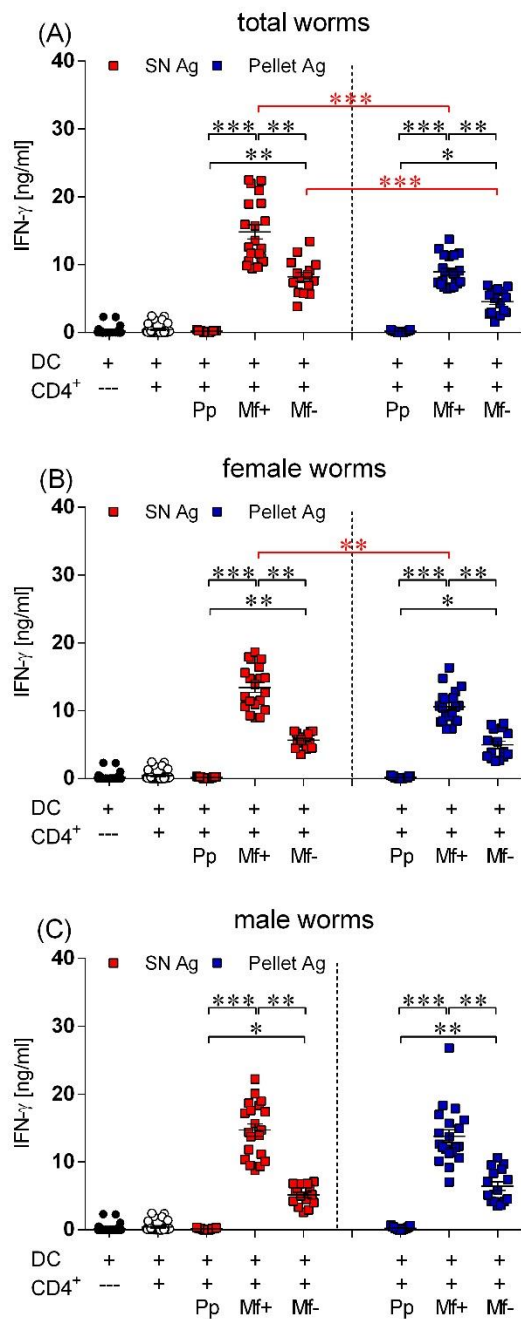 (A) total worms
SN Ag Pellet Ag
40
30
20
10
0
IFN-γ [ng/ml]
***
*** ** *** **
** *
***
DC + + + + + + + +
CD4+ --- + + + + + + +
Pp Mf+ Mf- Pp Mf+ Mf-
(B) female worms
SN Ag Pellet Ag
40
30
20
10
0
IFN-γ [ng/ml]
**
*** ** *** **
** *
DC + + + + + + + +
CD4+ --- + + + + + + +
Pp Mf+ Mf- Pp Mf+ Mf-
(C) male worms
SN Ag Pellet Ag
40
30
20
10
0
IFN-γ [ng/ml]
*** ** *** **
* **
DC + + + + + + + +
CD4+ --- + + + + + + +
Pp Mf+ Mf- Pp Mf+ Mf-